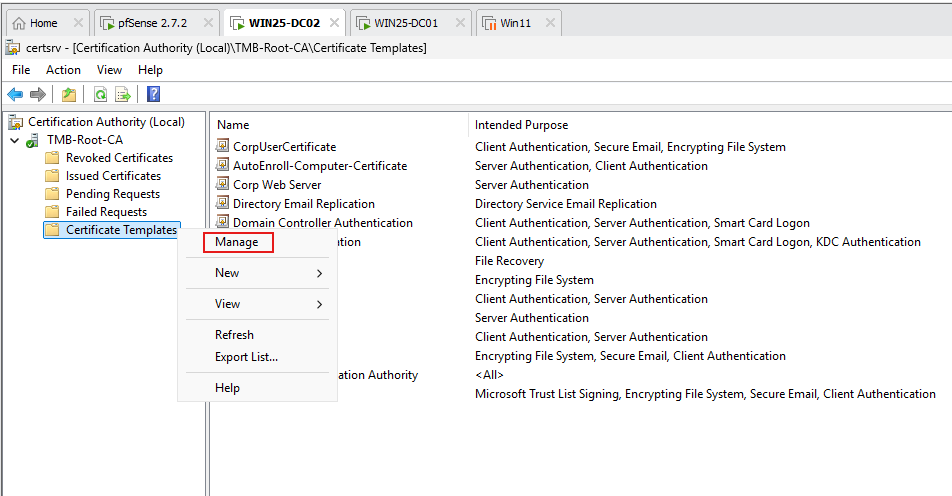 Home pfSense 2.7.2 WIN25-DC02 WIN25-DC01 Win11
certsrv - [Certification Authority (Local)\TMB-Root-CA\Certificate Templates]
File Action View Help
Certification Authority (Local)
TMB-Root-CA
Revoked Certificates
Issued Certificates
Pending Requests
Failed Requests
Certificate Templates
Manage
New
View
Refresh
Export List...
Help
Name Intended Purpose
CorpUserCertificate Client Authentication, Secure Email, Encrypting File System
AutoEnroll-Computer-Certificate Server Authentication, Client Authentication
Corp Web Server Server Authentication
Directory Email Replication Directory Service Email Replication
Domain Controller Authentication Client Authentication, Server Authentication, Smart Card Logon
tion Client Authentication, Server Authentication, Smart Card Logon, KDC Authentication
File Recovery
Encrypting File System
Client Authentication, Server Authentication
Server Authentication
Client Authentication, Server Authentication
Encrypting File System, Secure Email, Client Authentication
ation Authority <All>
Microsoft Trust List Signing, Encrypting File System, Secure Email, Client Authentication